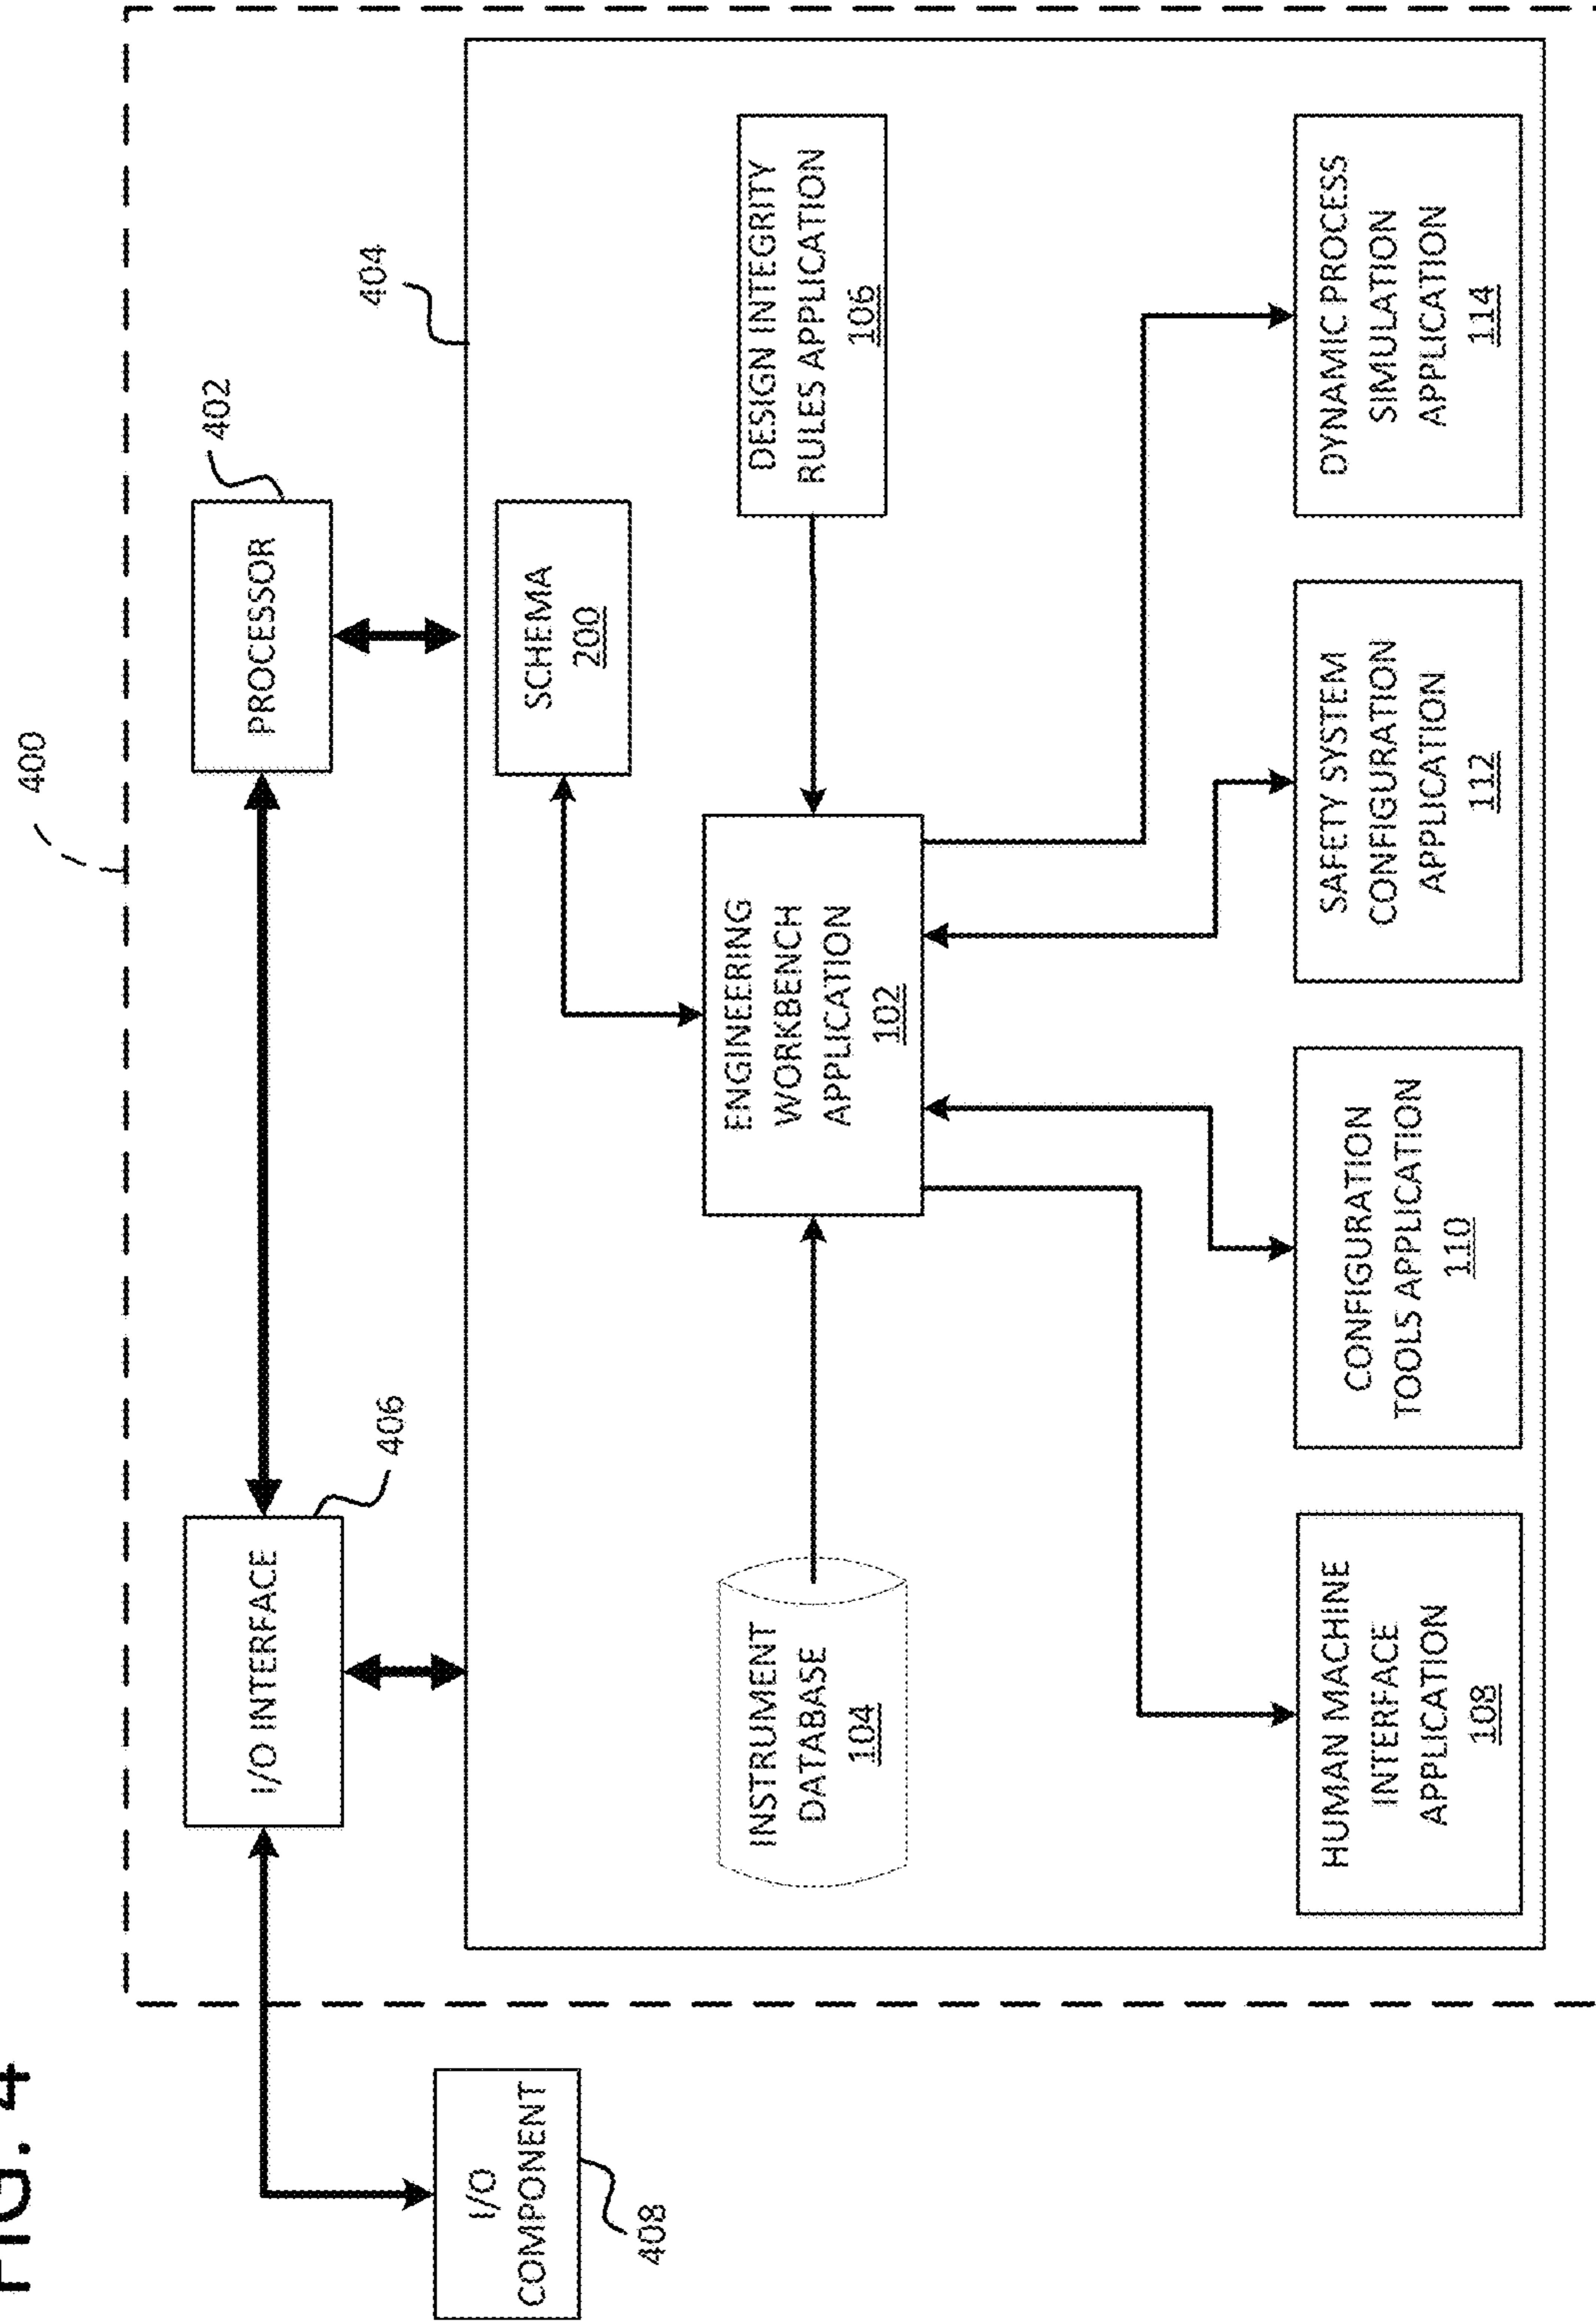 FIG. 4
400
I/O INTERFACE
406
PROCESSOR
402
404
I/O
COMPONENT
408
SCHEMA
200
INSTRUMENT
DATABASE
104
ENGINEERING
WORKBENCH
APPLICATION
102
DESIGN INTEGRITY
RULES APPLICATION
106
HUMAN MACHINE
INTERFACE
APPLICATION
108
CONFIGURATION
TOOLS APPLICATION
110
SAFETY SYSTEM
CONFIGURATION
APPLICATION
112
DYNAMIC PROCESS
SIMULATION
APPLICATION
114